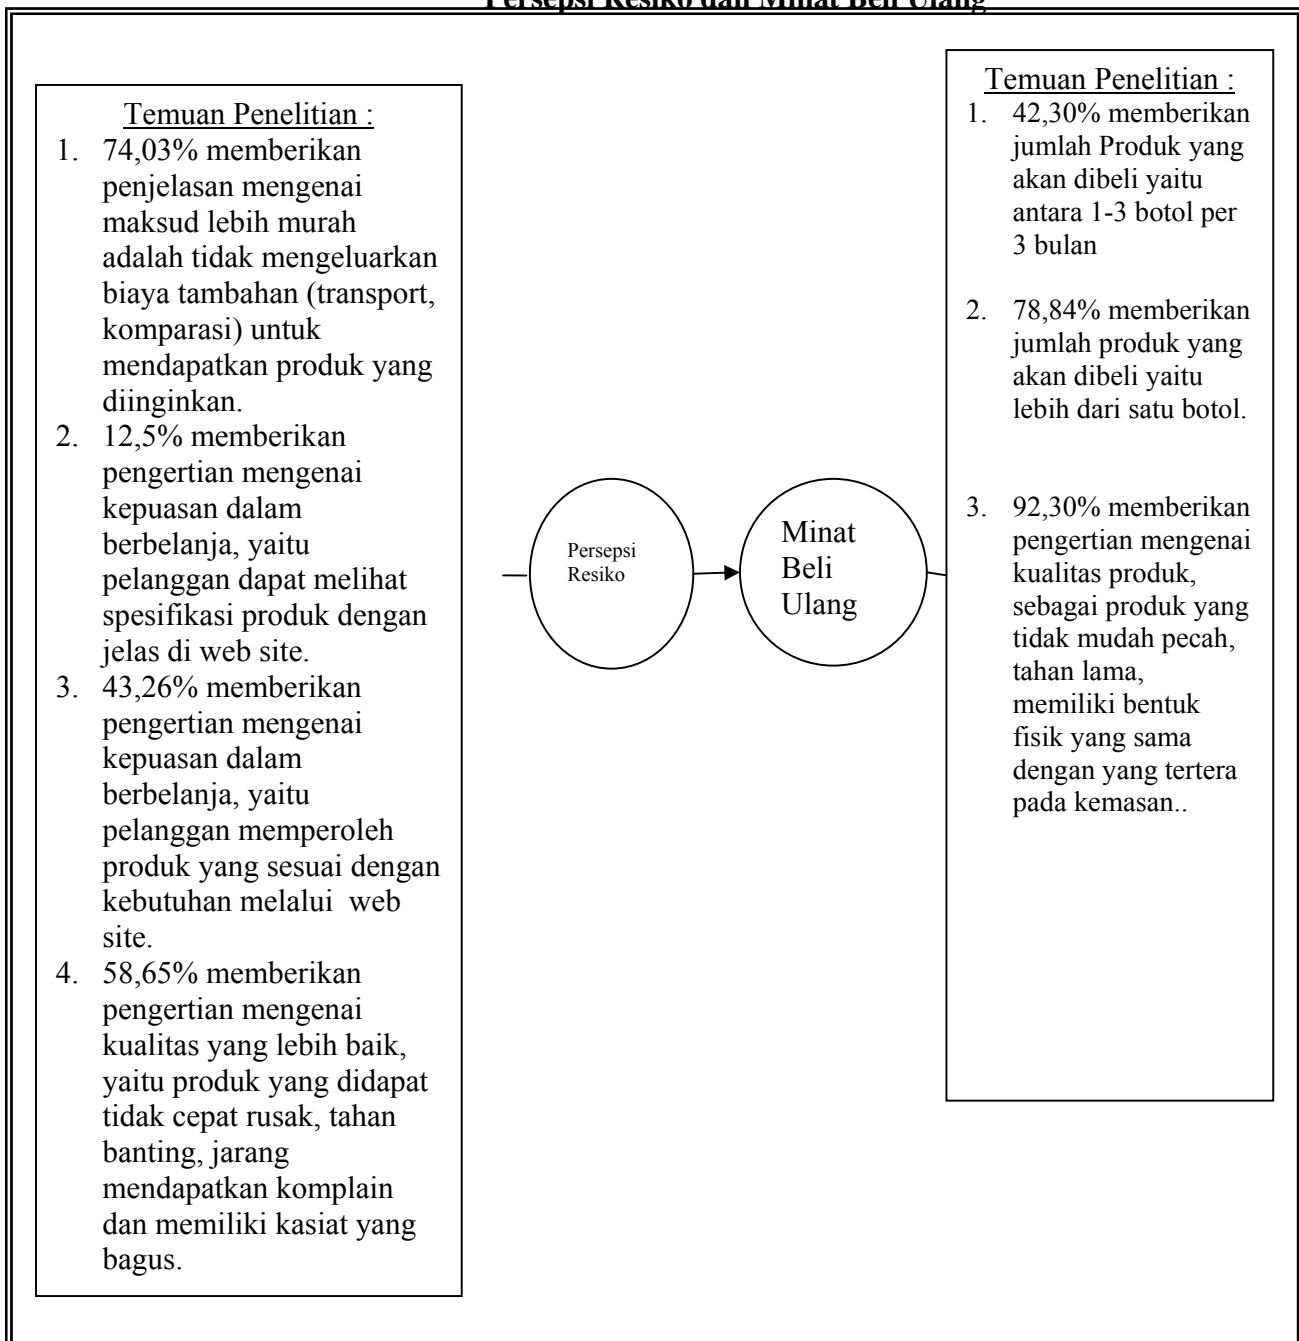 Persepsi Resiko dan Minat Beli Ulang
Temuan Penelitian :
1. 74,03% memberikan
penjelasan mengenai
maksud lebih murah
adalah tidak mengeluarkan
biaya tambahan (transport,
komparasi) untuk
mendapatkan produk yang
diinginkan.
2. 12,5% memberikan
pengertian mengenai
kepuasan dalam
berbelanja, yaitu
pelanggan dapat melihat
spesifikasi produk dengan
jelas di web site.
3. 43,26% memberikan
pengertian mengenai
kepuasan dalam
berbelanja, yaitu
pelanggan memperoleh
produk yang sesuai dengan
kebutuhan melalui web
site.
4. 58,65% memberikan
pengertian mengenai
kualitas yang lebih baik,
yaitu produk yang didapat
tidak cepat rusak, tahan
banting, jarang
mendapatkan komplain
dan memiliki kasiat yang
bagus.
Persepsi
Resiko
Minat
Beli
Ulang
Temuan Penelitian :
1. 42,30% memberikan
jumlah Produk yang
akan dibeli yaitu
antara 1-3 botol per
3 bulan
2. 78,84% memberikan
jumlah produk yang
akan dibeli yaitu
lebih dari satu botol.
3. 92,30% memberikan
pengertian mengenai
kualitas produk,
sebagai produk yang
tidak mudah pecah,
tahan lama,
memiliki bentuk
fisik yang sama
dengan yang tertera
pada kemasan..